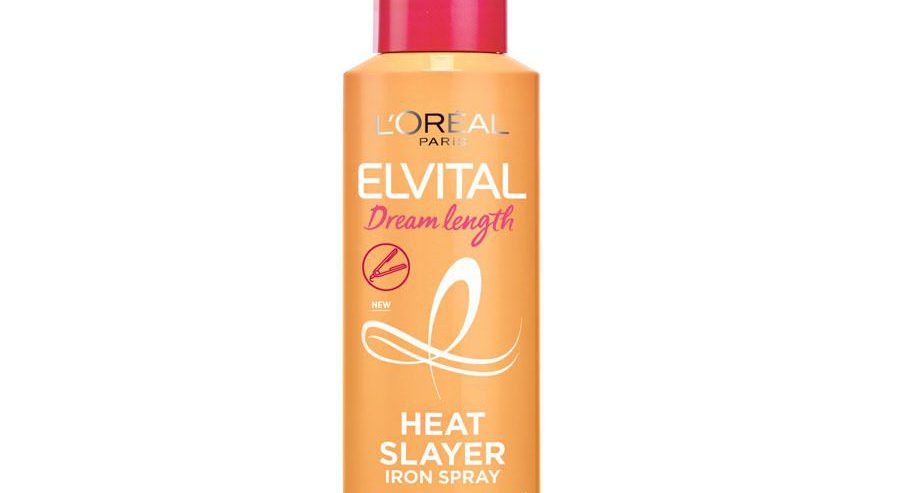 L'ORÉAL
PARIS
ELVITAL
Dream length
NEW
HEAT
SLAYER
IRON SPRAY